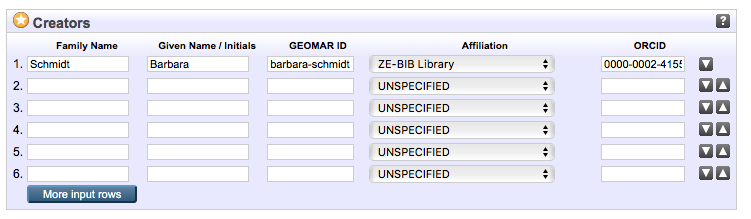 Creators ?
Family Name Given Name / Initials GEOMAR ID Affiliation ORCID
1. Schmidt Barbara barbara-schmidt ZE-BIB Library 0000-0002-4155
2. UNSPECIFIED
3. UNSPECIFIED
4. UNSPECIFIED
5. UNSPECIFIED
6. UNSPECIFIED
More input rows